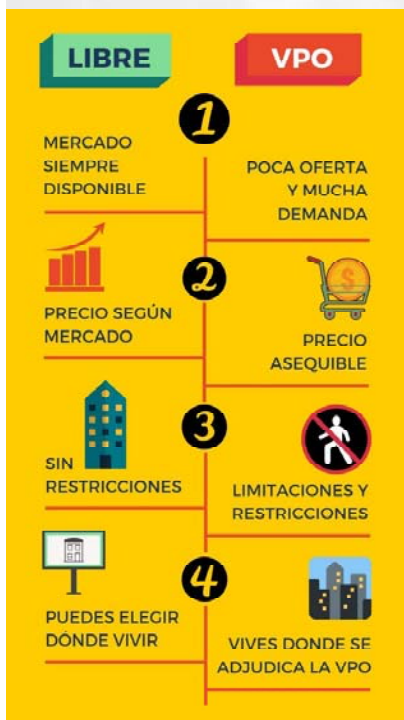 LIBRE
VPO
1
MERCADO
SIEMPRE
DISPONIBLE
POCA OFERTA
Y MUCHA
DEMANDA
2
PRECIO SEGÚN
MERCADO
$
PRECIO
ASEQUIBLE
3
SIN
RESTRICCIONES
LIMITACIONES Y
RESTRICCIONES
4
PUEDES ELEGIR
DÓNDE VIVIR
VIVES DONDE SE
ADJUDICA LA VPO